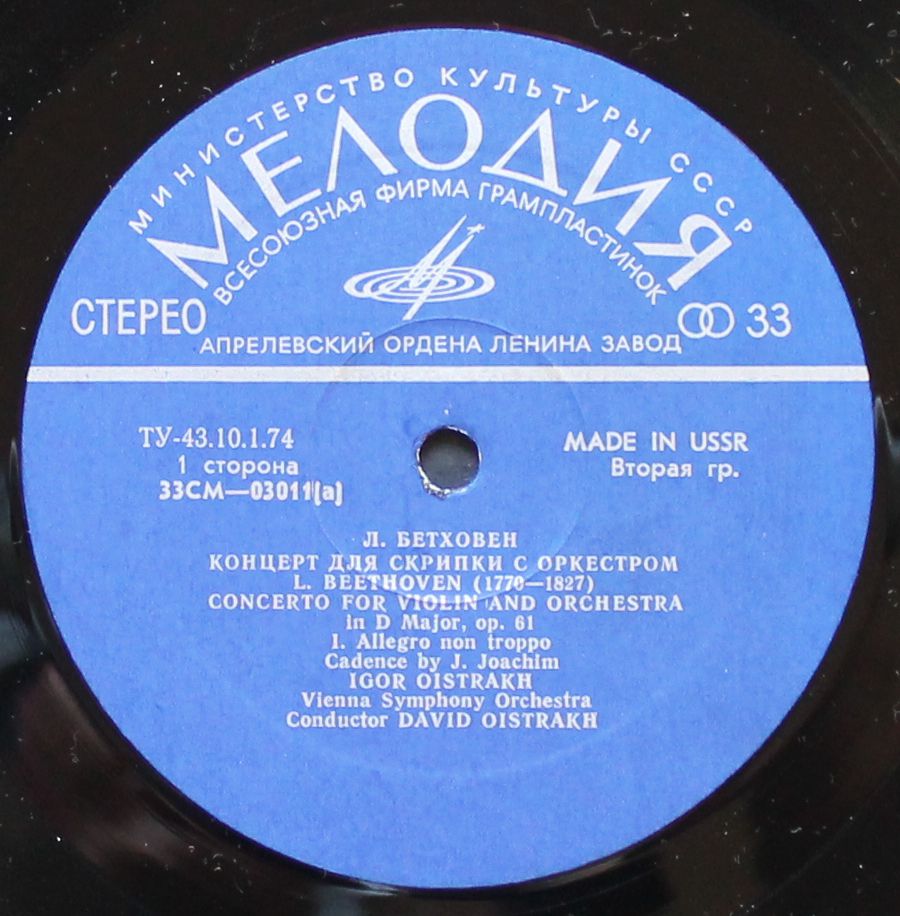 МИНИСТЕРСТВО КУЛЬТУРЫ СССР
МЕЛОДИЯ
ВСЕСОЮЗНАЯ ФИРМА ГРАМПЛАСТИНОК
СТЕРЕО
33
АПРЕЛЕВСКИЙ ОРДЕНА ЛЕНИНА ЗАВОД
ТУ-43.10.1.74
1 сторона
33СМ—03011(а)
MADE IN USSR
Вторая гр.
Л. БЕТХОВЕН
КОНЦЕРТ ДЛЯ СКРИПКИ С ОРКЕСТРОМ
L. BEETHOVEN (1770—1827)
CONCERTO FOR VIOLIN AND ORCHESTRA
in D Major, op. 61
I. Allegro non troppo
Cadence by J. Joachim
IGOR OISTRAKH
Vienna Symphony Orchestra
Conductor DAVID OISTRAKH